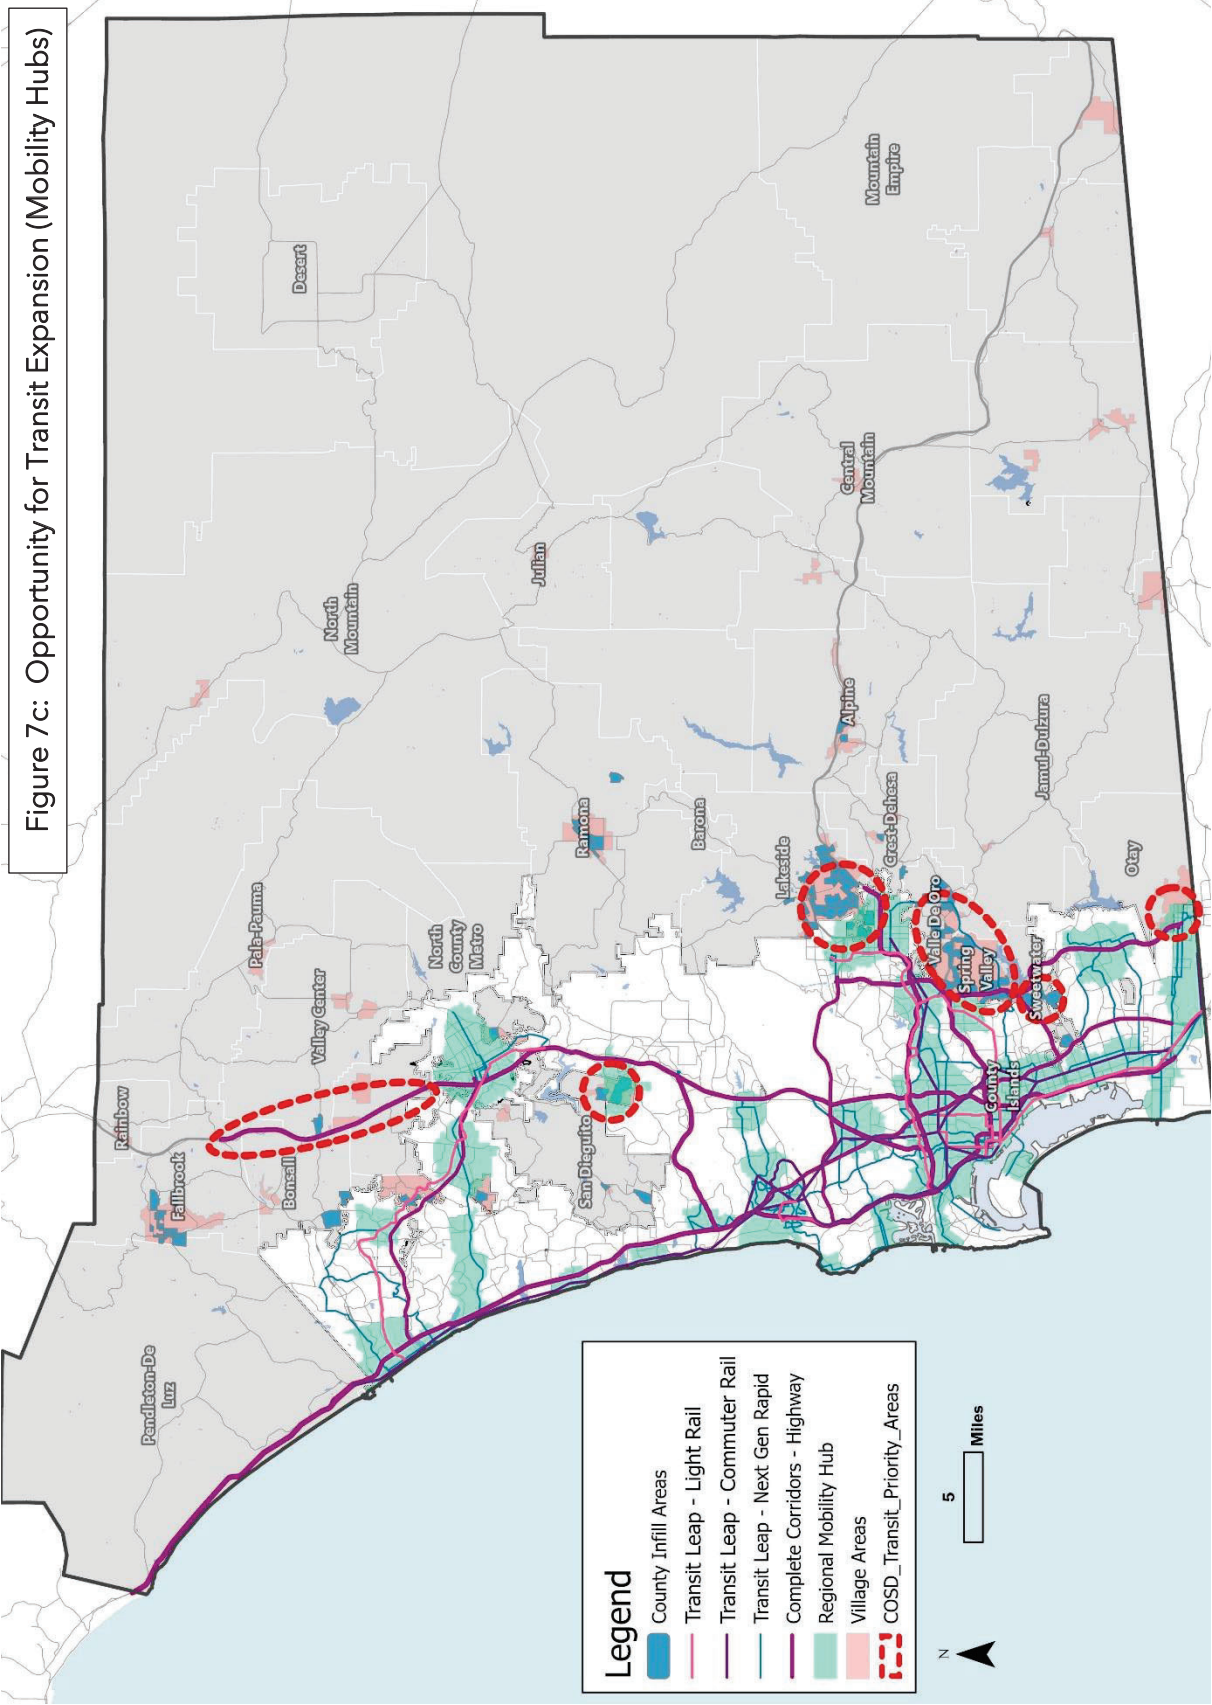 Figure 7c: Opportunity for Transit Expansion (Mobility Hubs)
Rainbow
Fallbrook
Pendleton-De
Luz
Bonsall
Pala-Pauma
Valley Center
North
County
Metro
North
Mountain
Desert
Julian
Ramona
San Dieguito
Barona
Lakeside
Alpine
Central
Mountain
Mountain
Empire
Crest-Dehesa
Valle De Oro
Spring
Valley
Sweetwater
County
Islands
Jamul-Dulzura
Otay
Legend
County Infill Areas
Transit Leap - Light Rail
Transit Leap - Commuter Rail
Transit Leap - Next Gen Rapid
Complete Corridors - Highway
Regional Mobility Hub
Village Areas
COSD_Transit_Priority_Areas
N
5
Miles